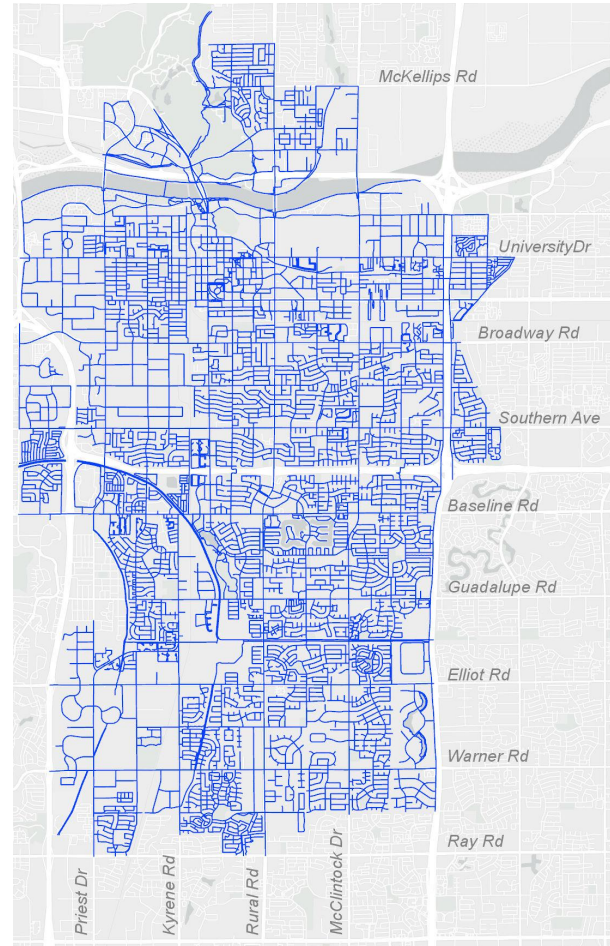 McKellips Rd
UniversityDr
Broadway Rd
Southern Ave
Baseline Rd
Guadalupe Rd
Elliot Rd
Warner Rd
Ray Rd
Priest Dr
Kyrene Rd
Rural Rd
McClintock Dr